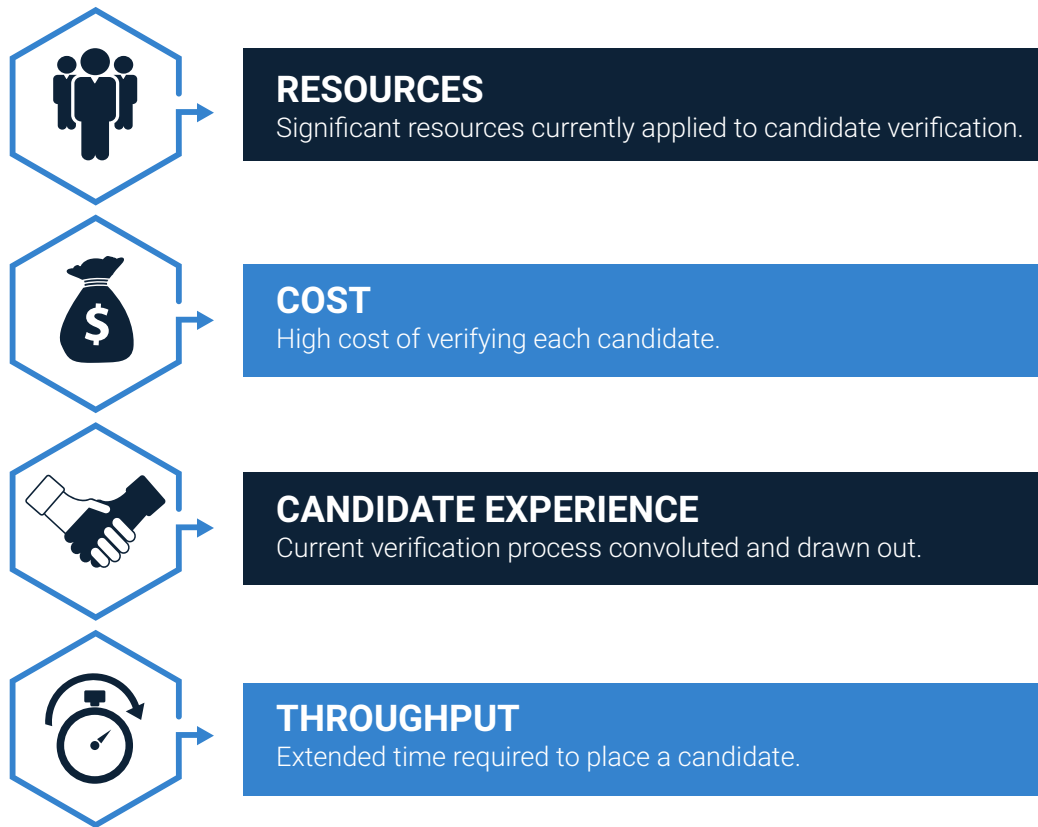 RESOURCES
Significant resources currently applied to candidate verification.
$
COST
High cost of verifying each candidate.
CANDIDATE EXPERIENCE
Current verification process convoluted and drawn out.
THROUGHPUT
Extended time required to place a candidate.